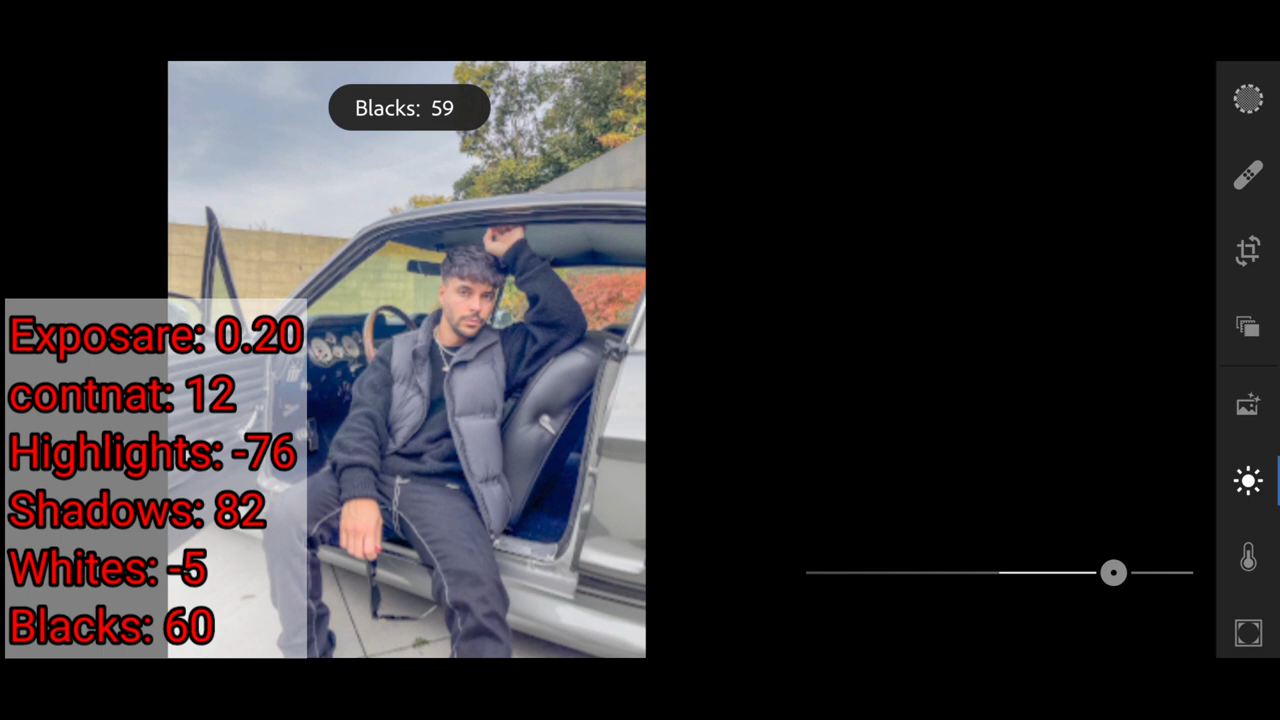 Blacks: 59
Exposare: 0.20
contnat: 12
Highlights: -76
Shadows: 82
Whites: -5
Blacks: 60